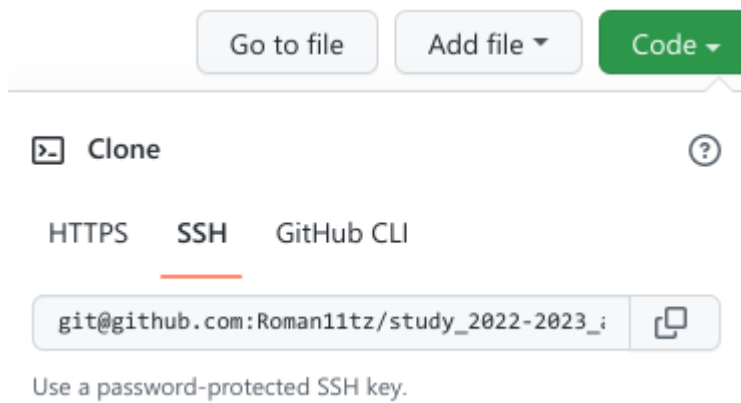 Go to file Add file Code
Clone
HTTPS SSH GitHub CLI
git@github.com:Roman11tz/study_2022-2023_
Use a password-protected SSH key.